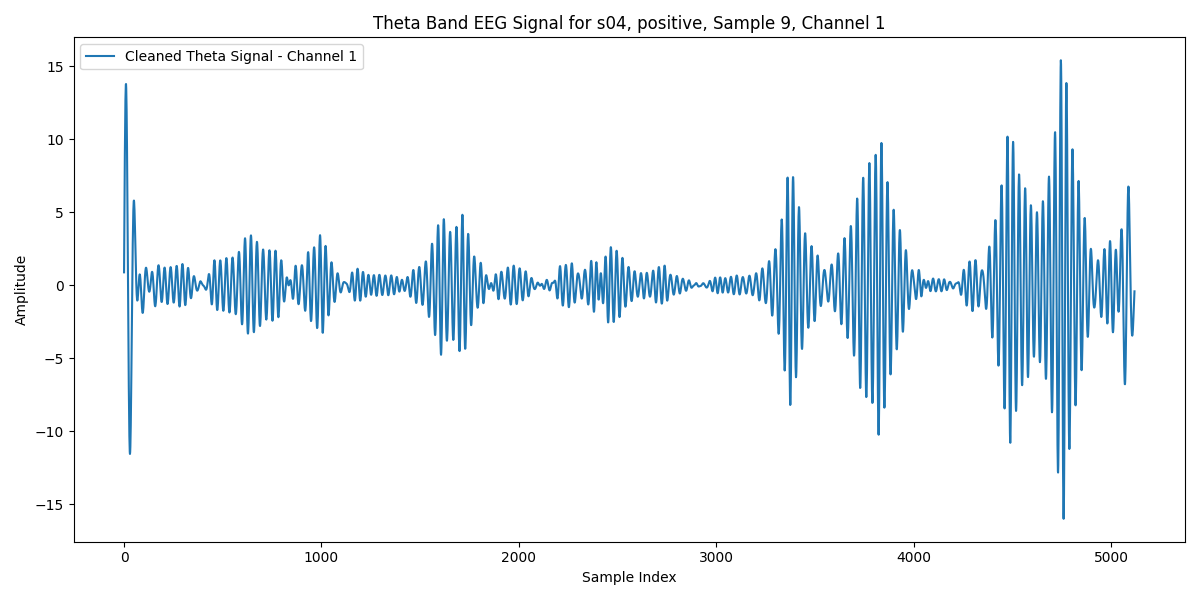 Theta Band EEG Signal for s04, positive, Sample 9, Channel 1
Cleaned Theta Signal - Channel 1
Amplitude
15
10
5
0
−5
−10
−15
0 1000 2000 3000 4000 5000
Sample Index